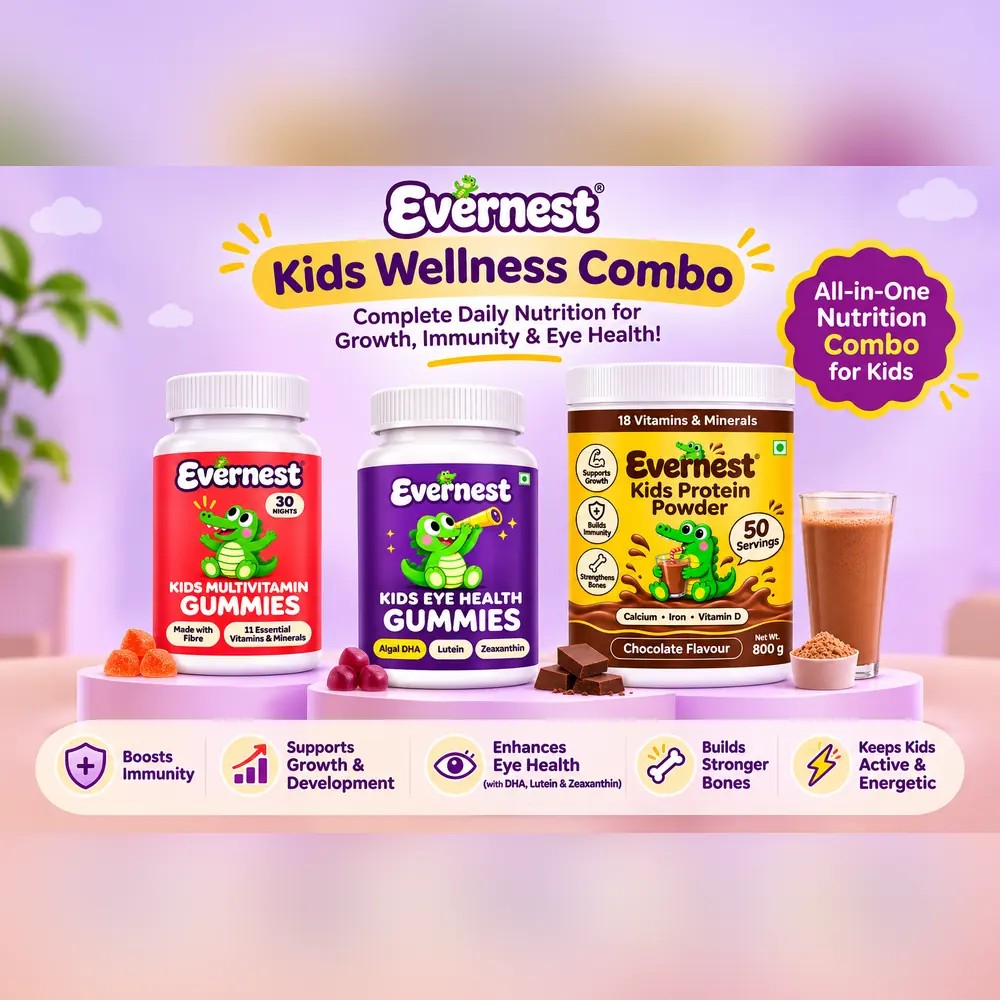 Evernest®
Kids Wellness Combo
Complete Daily Nutrition for
Growth, Immunity & Eye Health!
All-in-One
Nutrition
Combo
for Kids
Evernest
30
NIGHTS
KIDS MULTIVITAMIN
GUMMIES
Made with
Fibre
11 Essential
Vitamins & Minerals
Evernest
KIDS EYE HEALTH
GUMMIES
Algal DHA
Lutein
Zeaxanthin
18 Vitamins & Minerals
Supports
Growth
Builds
Immunity
Strengthens
Bones
Evernest®
Kids Protein
Powder
50
Servings
Calcium • Iron • Vitamin D
Chocolate Flavour
Net Wt.
800 g
Boosts
Immunity
Supports
Growth &
Development
Enhances
Eye Health
(with DHA, Lutein & Zeaxanthin)
Builds
Stronger
Bones
Keeps Kids
Active &
Energetic